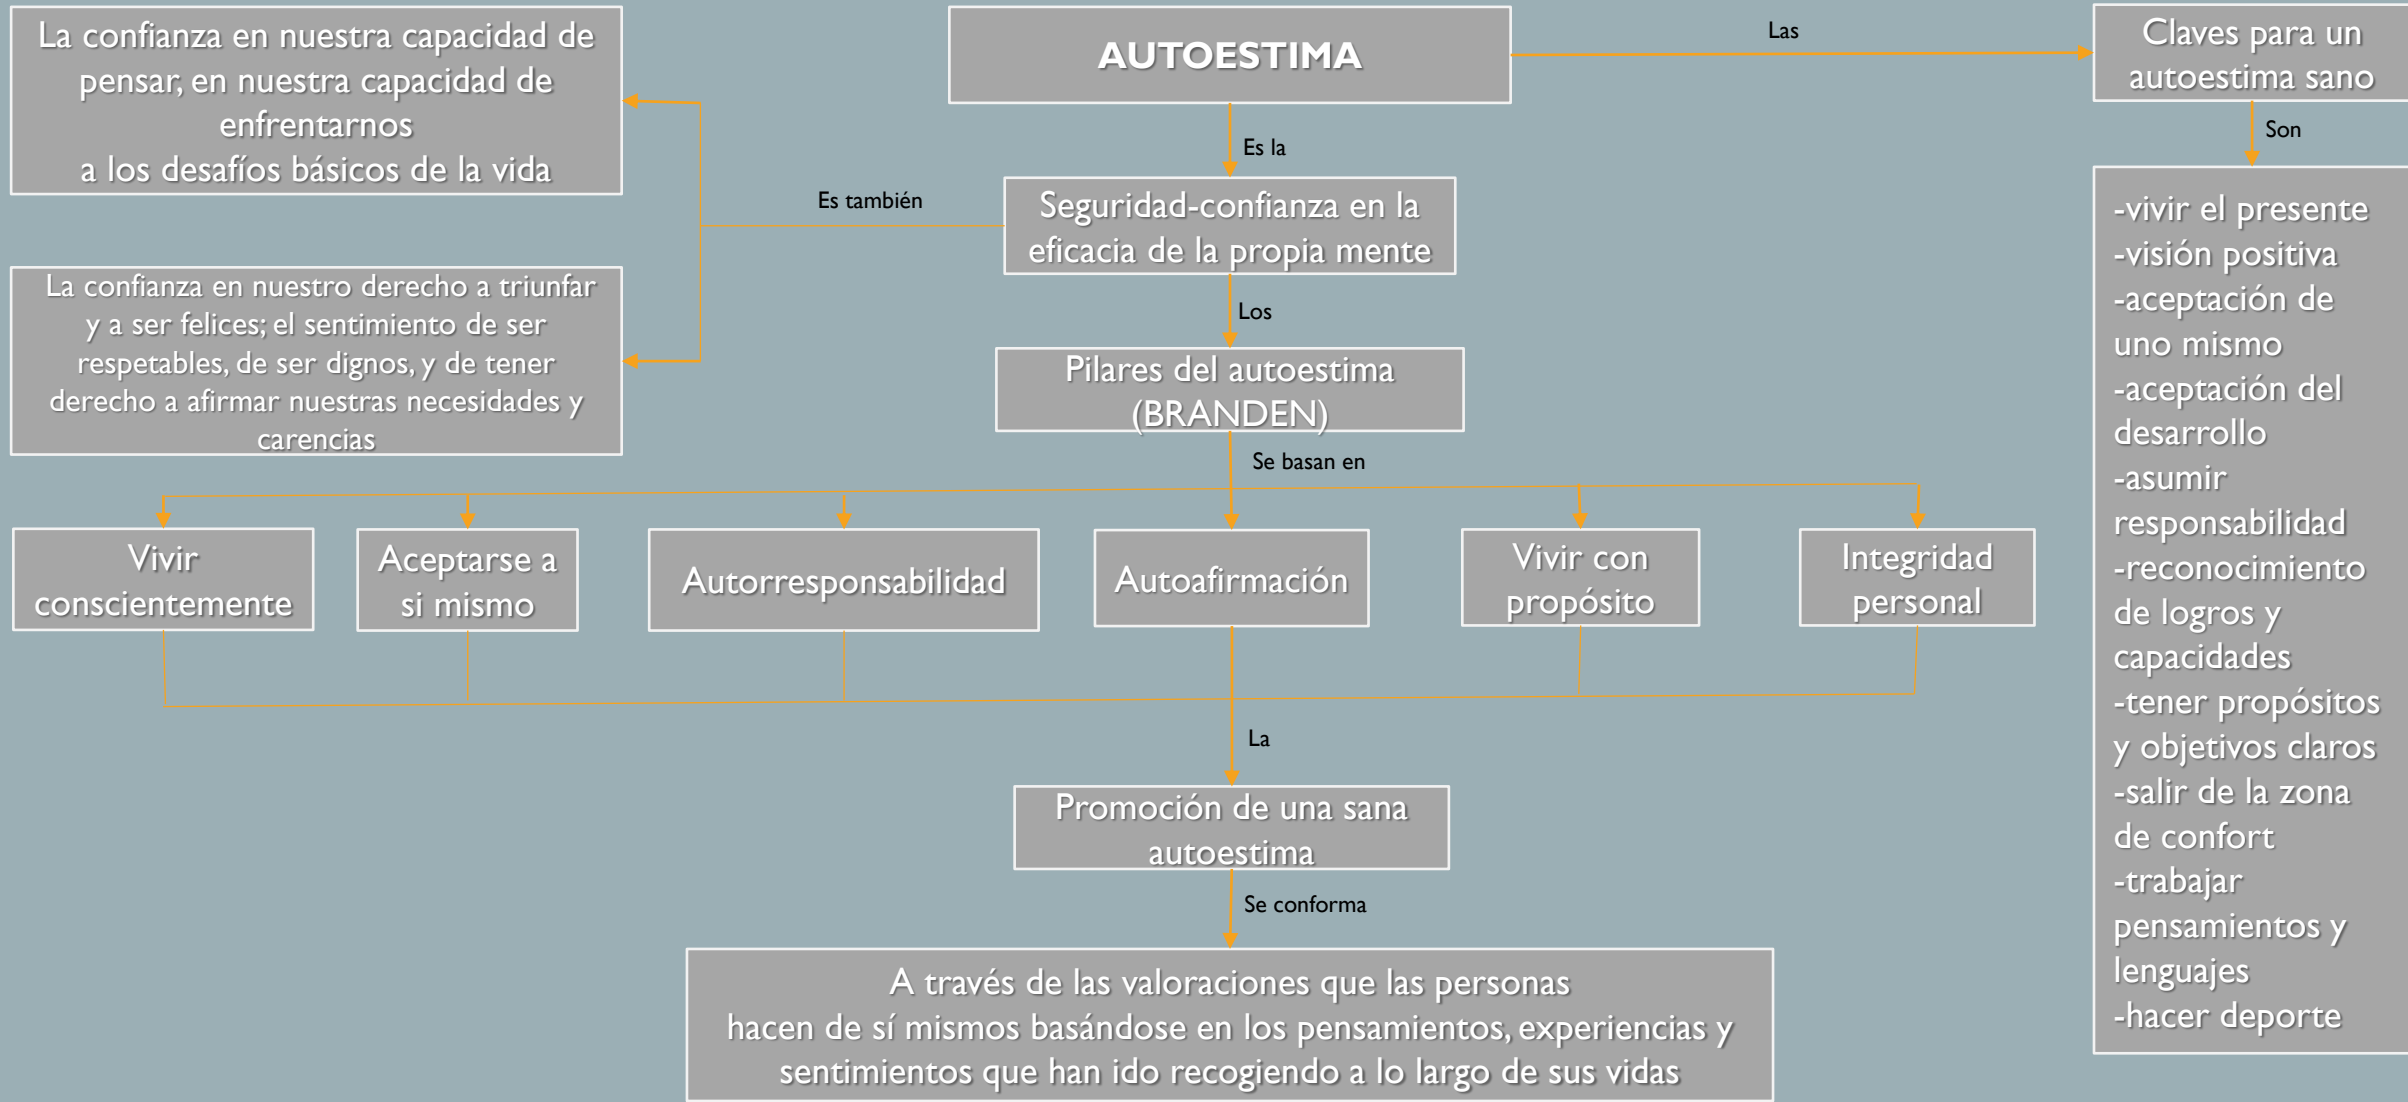 La confianza en nuestra capacidad de
pensar, en nuestra capacidad de
enfrentarnos
a los desafíos básicos de la vida
AUTOESTIMA
Las
Claves para un
autoestima sano
Es la
Son
Es también
Seguridad-confianza en la
eficacia de la propia mente
La confianza en nuestro derecho a triunfar
y a ser felices; el sentimiento de ser
respetables, de ser dignos, y de tener
derecho a afirmar nuestras necesidades y
carencias
Los
Pilares del autoestima
(BRANDEN)
Se basan en
Vivir
conscientemente
Aceptarse a
si mismo
Autorresponsabilidad
Autoafirmación
Vivir con
propósito
Integridad
personal
-vivir el presente
-visión positiva
-aceptación de
uno mismo
-aceptación del
desarrollo
-asumir
responsabilidad
-reconocimiento
de logros y
capacidades
-tener propósitos
y objetivos claros
-salir de la zona
de confort
-trabajar
pensamientos y
lenguajes
-hacer deporte
La
Promoción de una sana
autoestima
Se conforma
A través de las valoraciones que las personas
hacen de sí mismos basándose en los pensamientos, experiencias y
sentimientos que han ido recogiendo a lo largo de sus vidas